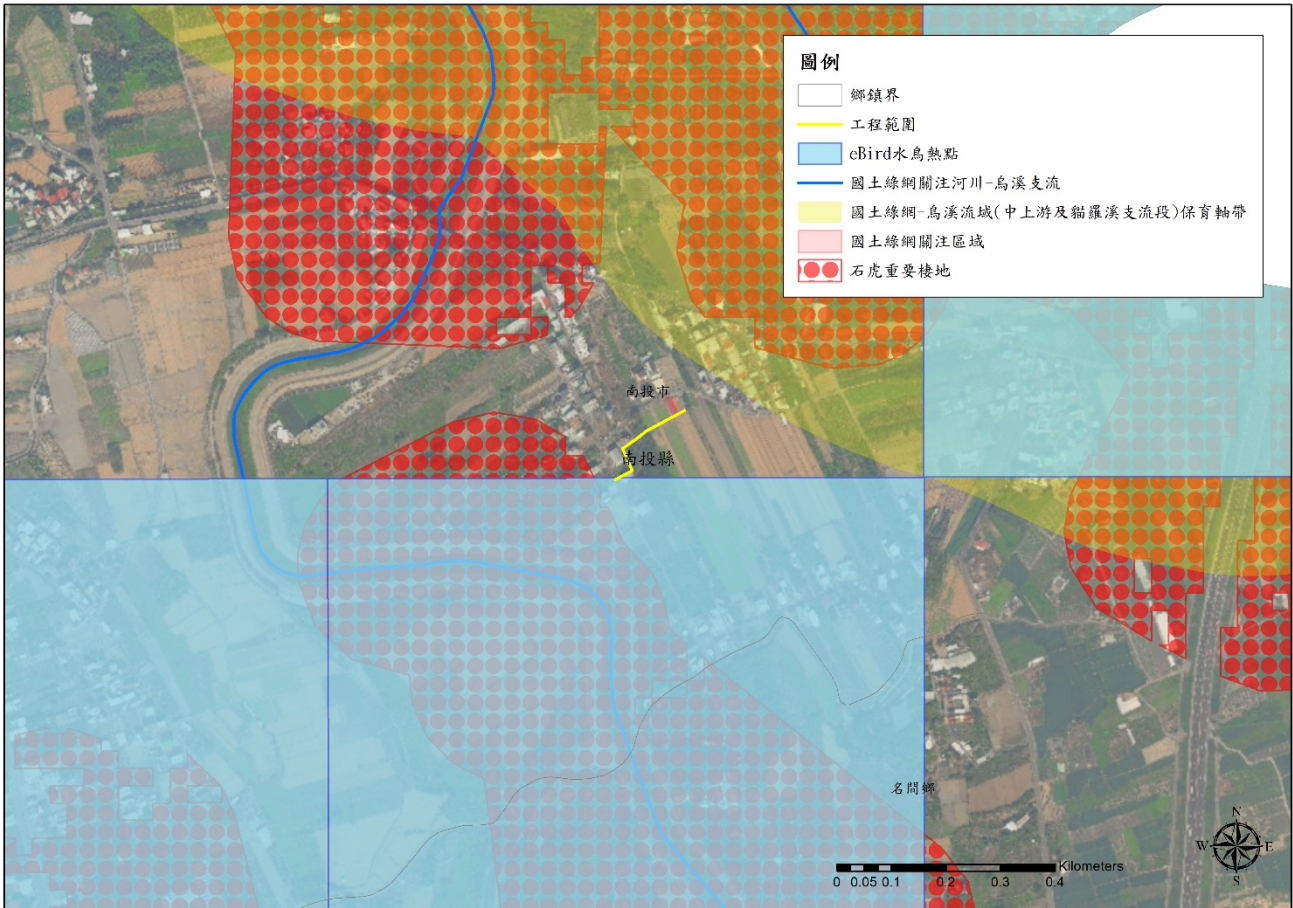 圖例
鄉鎮界
工程範圍
eBird水鳥熱點
國土綠網關注河川-烏溪支流
國土綠網-烏溪流域(中上游及貓羅溪支流段)保育軸帶
國土綠網關注區域
石虎重要棲地
南投市
南投縣
名間鄉
N
W E
S
Kilometers
0 0.05 0.1 0.2 0.3 0.4